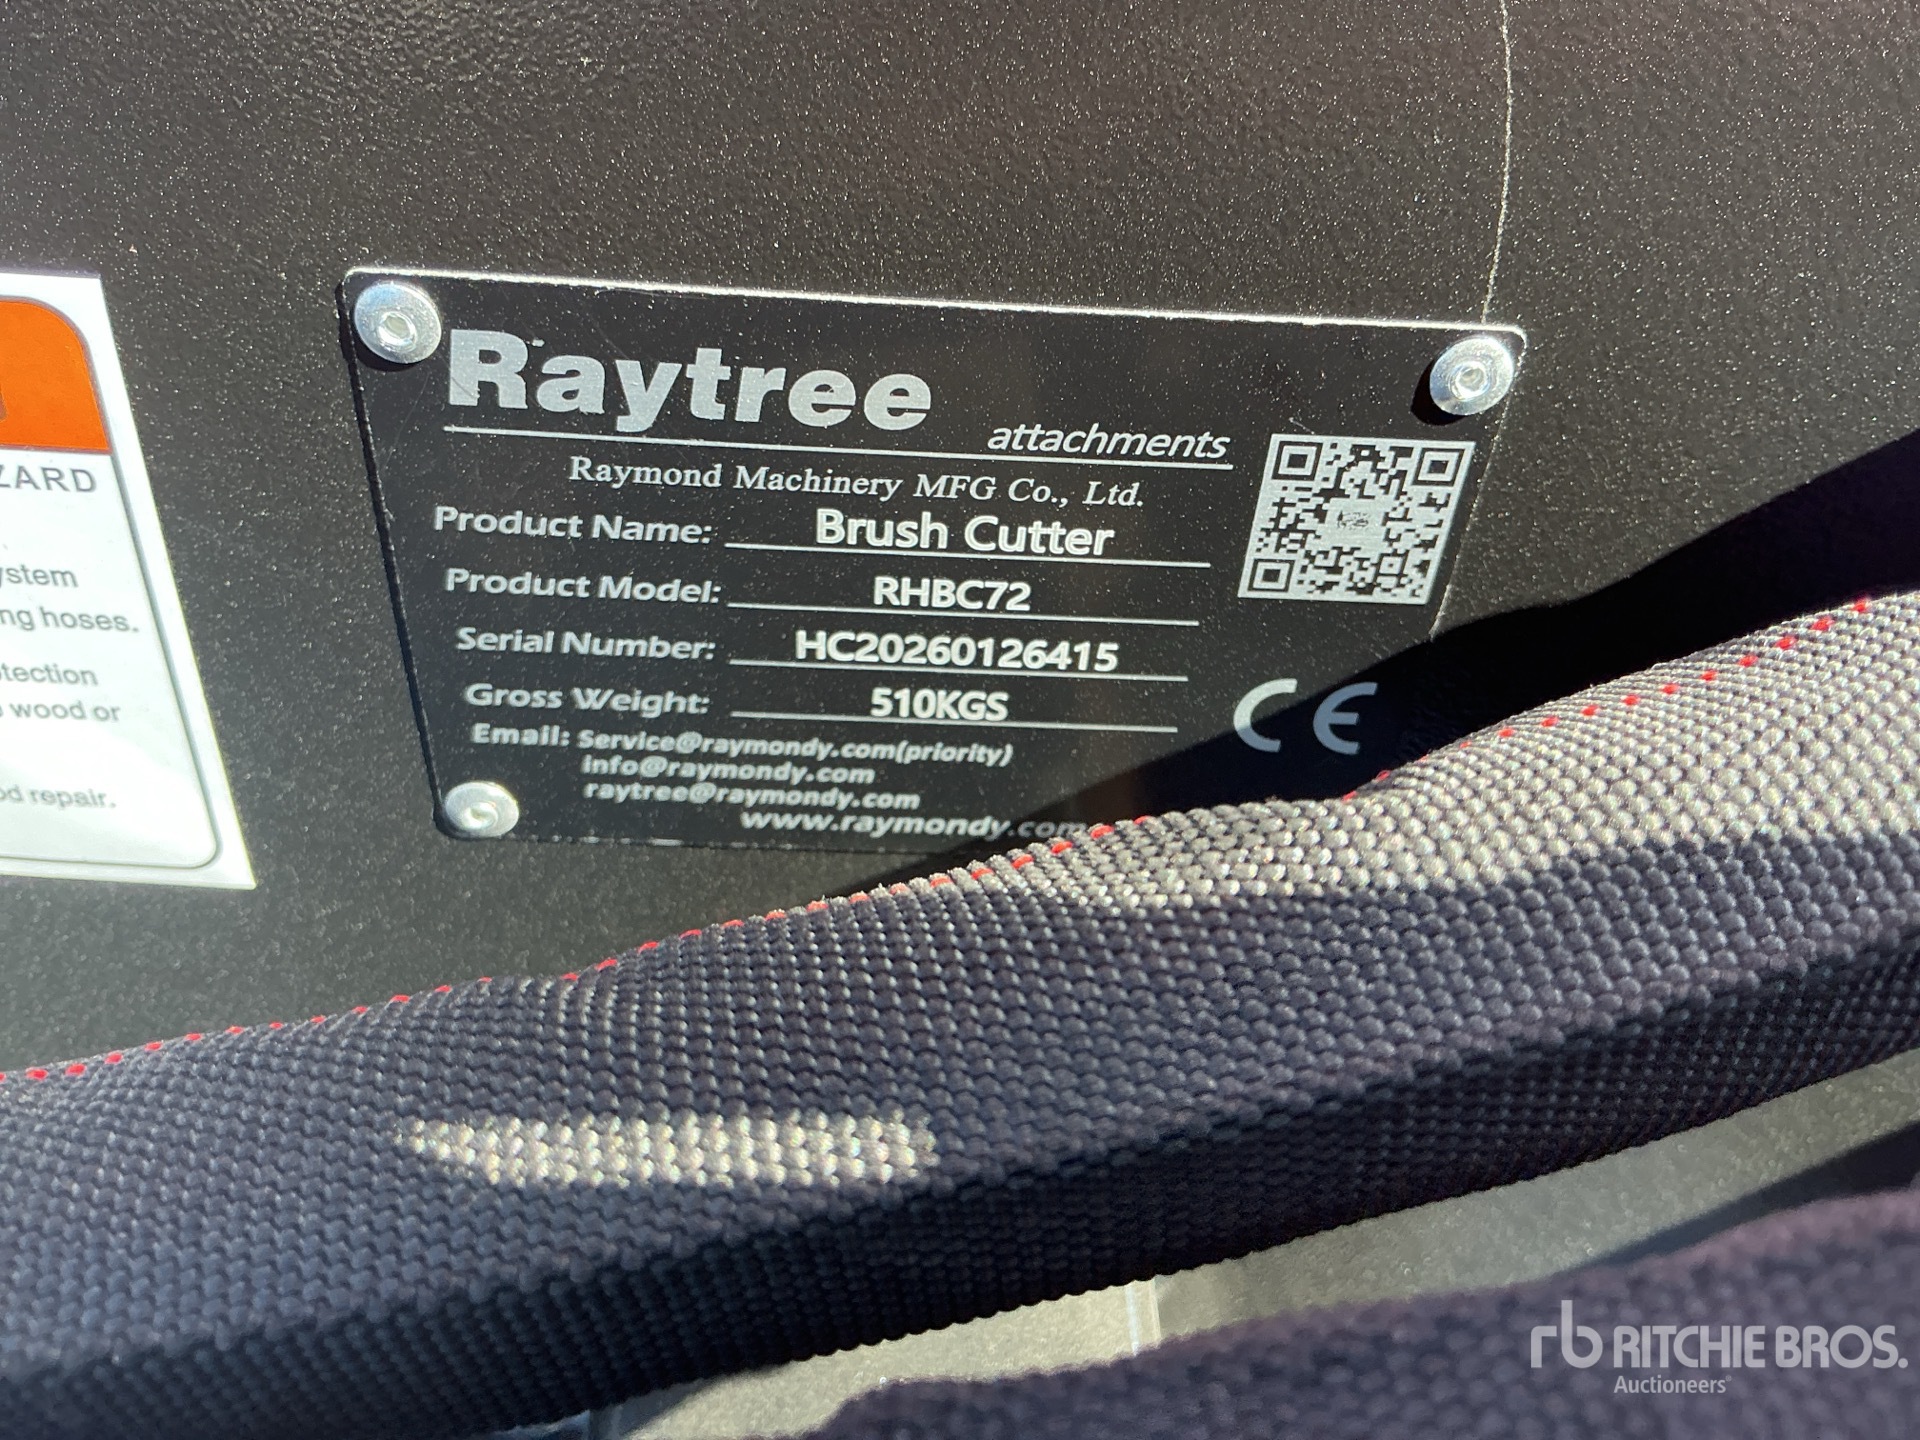 Raytree
attachments
Raymond Machinery MFG Co., Ltd.
Product Name: Brush Cutter
Product Model: RHBC72
Serial Number: HC20260126415
Gross Weight: 510KGS
Email: Service@raymondy.com(priority)
info@raymondy.com
raytree@raymondy.com
www.raymondy.com
CE
ZARD
ystem
ng hoses.
tection
wood or
od repair.
rb RITCHIE BROS.
Auctioneers